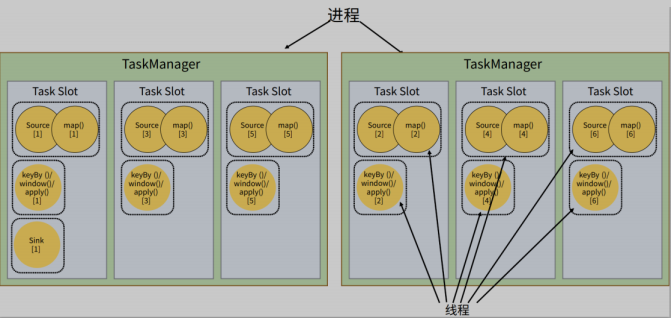 进程
TaskManager
TaskManager
Task Slot
Task Slot
Task Slot
Task Slot
Task Slot
Task Slot
Source
[1]
map()
[1]
Source
[3]
map()
[3]
Source
[5]
map()
[5]
Source
[2]
map()
[2]
Source
[4]
map()
[4]
Source
[6]
map()
[6]
keyBy ()/
window()/
apply()
[1]
keyBy ()/
window()/
apply()
[3]
keyBy ()/
window()/
apply()
[5]
keyBy ()/
window()/
apply()
[2]
keyBy ()/
window()/
apply()
[4]
keyBy ()/
window()/
apply()
[6]
Sink
[1]
线程